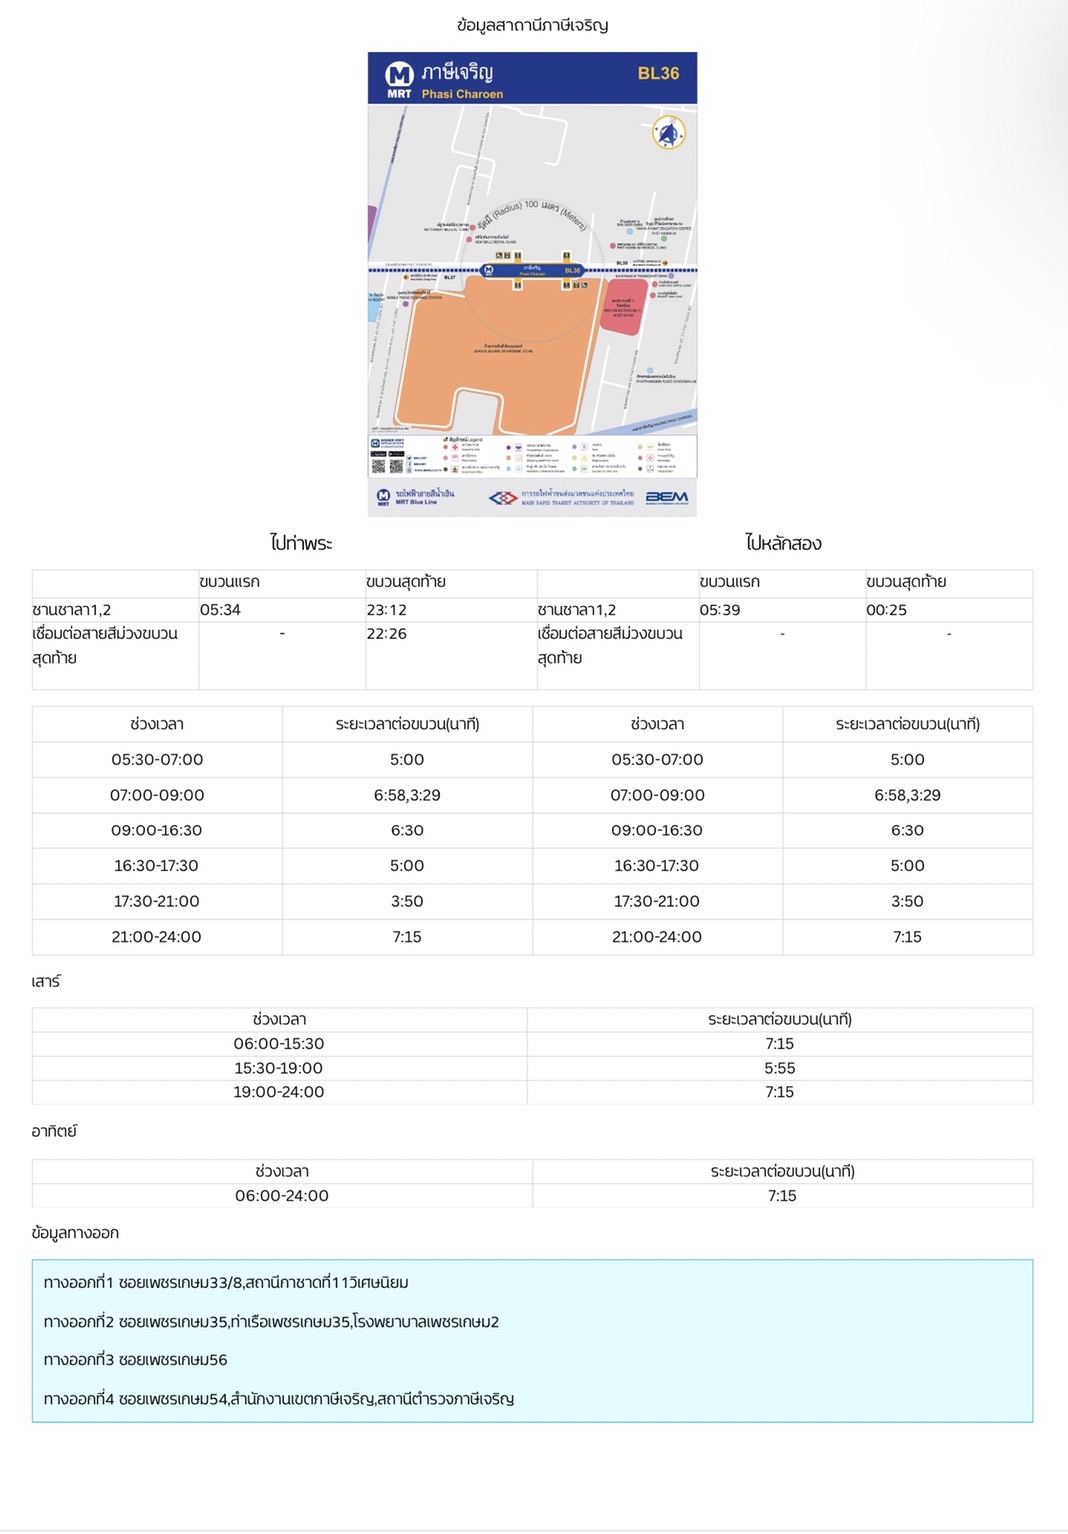 ข้อมูลสถานีภาษีเจริญ
ภาษีเจริญ
BL36
MRT
Phasi Charoen
รัศมี (Radius) 100 เมตร (Meters)
BL37
ภาษีเจริญ
Phasi Charoen
BL36
BL35
สัญลักษณ์ Legend
รถไฟฟ้าสายสีน้ำเงิน
MRT Blue Line
การรถไฟฟ้าขนส่งมวลชนแห่งประเทศไทย
MASS RAPID TRANSIT AUTHORITY OF THAILAND
BEM
ไปท่าพระ ไปหลักสอง
ขบวนแรก ขบวนสุดท้าย ขบวนแรก ขบวนสุดท้าย
ชานชาลา1,2 05:34 23:12 ชานชาลา1,2 05:39 00:25
เชื่อมต่อสายสีม่วงขบวน - 22:26 เชื่อมต่อสายสีม่วงขบวน - -
สุดท้าย สุดท้าย
ช่วงเวลา ระยะเวลาต่อขบวน(นาที) ช่วงเวลา ระยะเวลาต่อขบวน(นาที)
05:30-07:00 5:00 05:30-07:00 5:00
07:00-09:00 6:58,3:29 07:00-09:00 6:58,3:29
09:00-16:30 6:30 09:00-16:30 6:30
16:30-17:30 5:00 16:30-17:30 5:00
17:30-21:00 3:50 17:30-21:00 3:50
21:00-24:00 7:15 21:00-24:00 7:15
เสาร์
ช่วงเวลา ระยะเวลาต่อขบวน(นาที)
06:00-15:30 7:15
15:30-19:00 5:55
19:00-24:00 7:15
อาทิตย์
ช่วงเวลา ระยะเวลาต่อขบวน(นาที)
06:00-24:00 7:15
ข้อมูลทางออก
ทางออกที่1 ซอยเพชรเกษม33/8,สถานีกาชาดที่11วิเศษนิยม
ทางออกที่2 ซอยเพชรเกษม35,ท่าเรือเพชรเกษม35,โรงพยาบาลเพชรเกษม2
ทางออกที่3 ซอยเพชรเกษม56
ทางออกที่4 ซอยเพชรเกษม54,สำนักงานเขตภาษีเจริญ,สถานีตำรวจภาษีเจริญ